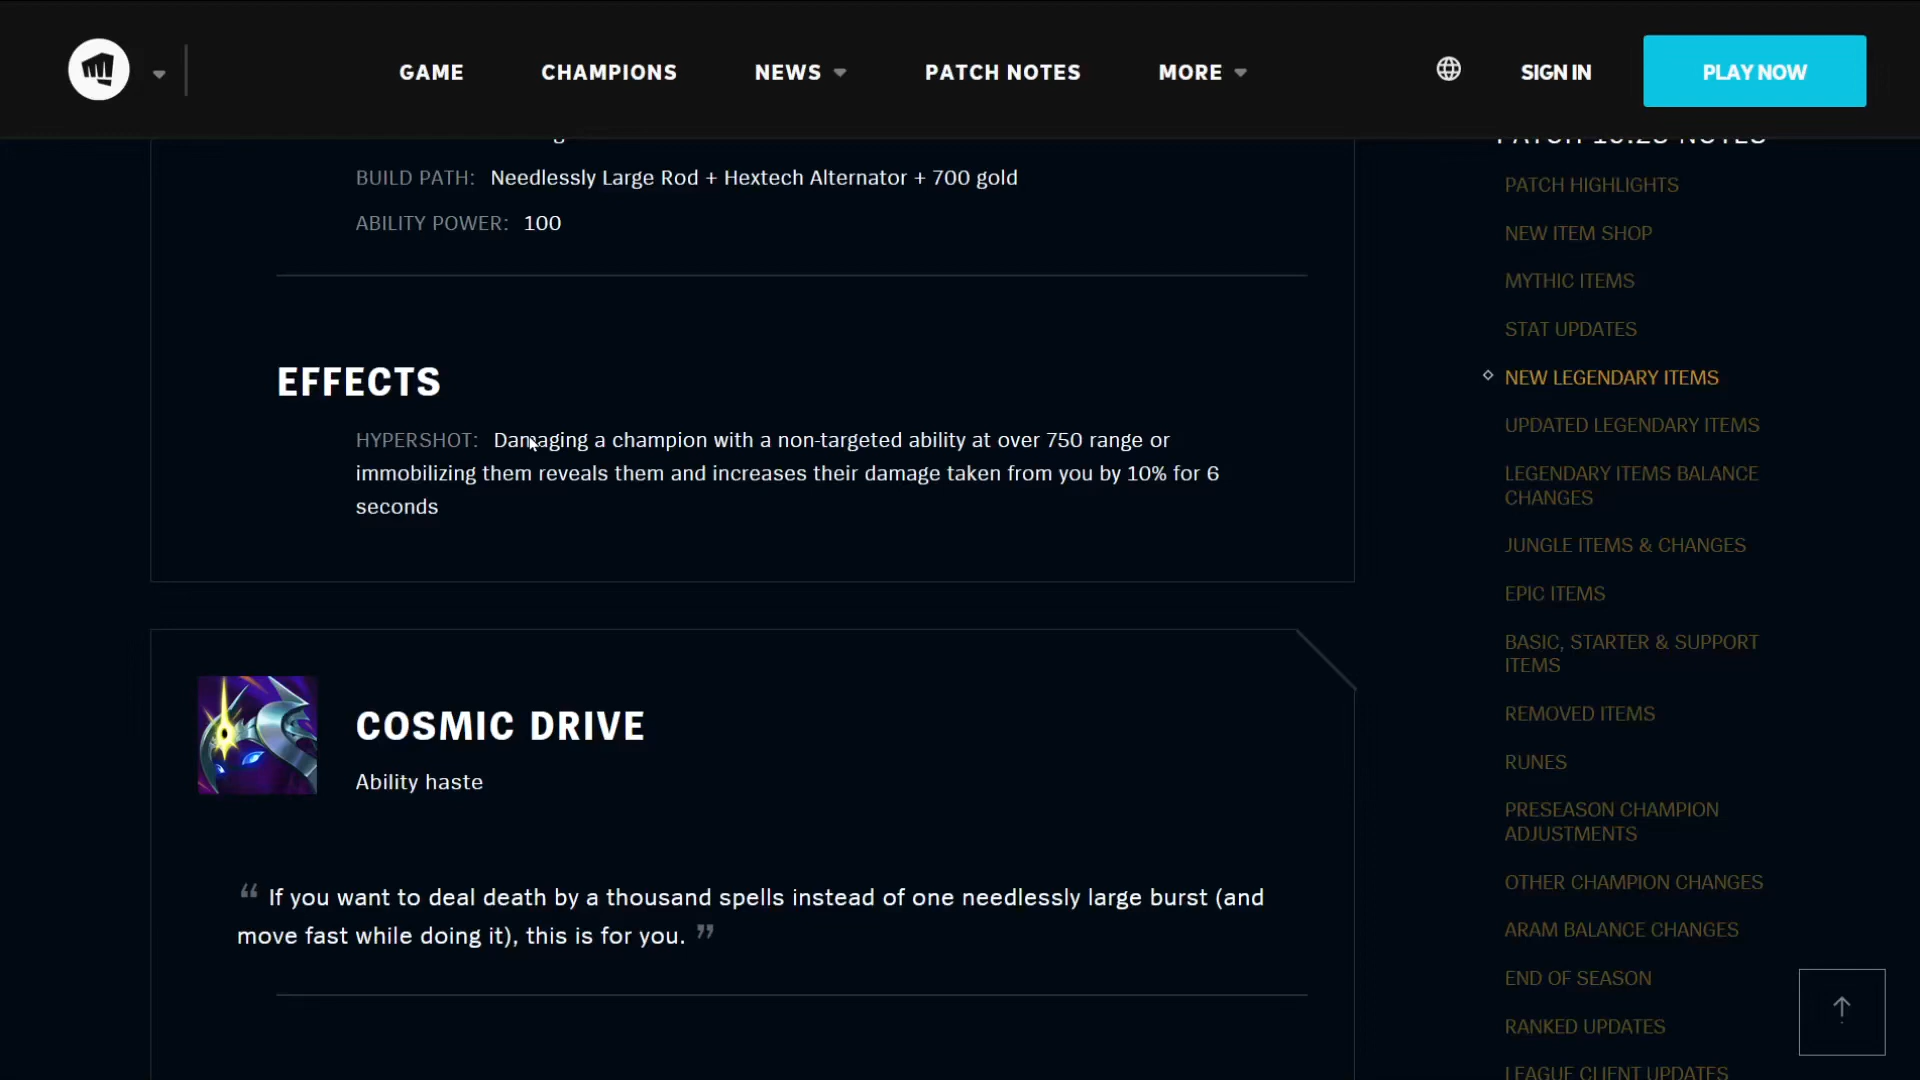 GAME
CHAMPIONS
NEWS
PATCH NOTES
MORE
SIGN IN
PLAY NOW
BUILD PATH: Needlessly Large Rod + Hextech Alternator + 700 gold
ABILITY POWER: 100
EFFECTS
HYPERSHOT: Damaging a champion with a non-targeted ability at over 750 range or
immobilizing them reveals them and increases their damage taken from you by 10% for 6
seconds
COSMIC DRIVE
Ability haste
“ If you want to deal death by a thousand spells instead of one needlessly large burst (and
move fast while doing it), this is for you. ”
PATCH HIGHLIGHTS
NEW ITEM SHOP
MYTHIC ITEMS
STAT UPDATES
NEW LEGENDARY ITEMS
UPDATED LEGENDARY ITEMS
LEGENDARY ITEMS BALANCE
CHANGES
JUNGLE ITEMS & CHANGES
EPIC ITEMS
BASIC, STARTER & SUPPORT
ITEMS
REMOVED ITEMS
RUNES
PRESEASON CHAMPION
ADJUSTMENTS
OTHER CHAMPION CHANGES
ARAM BALANCE CHANGES
END OF SEASON
RANKED UPDATES
LEAGUE CLIENT UPDATES